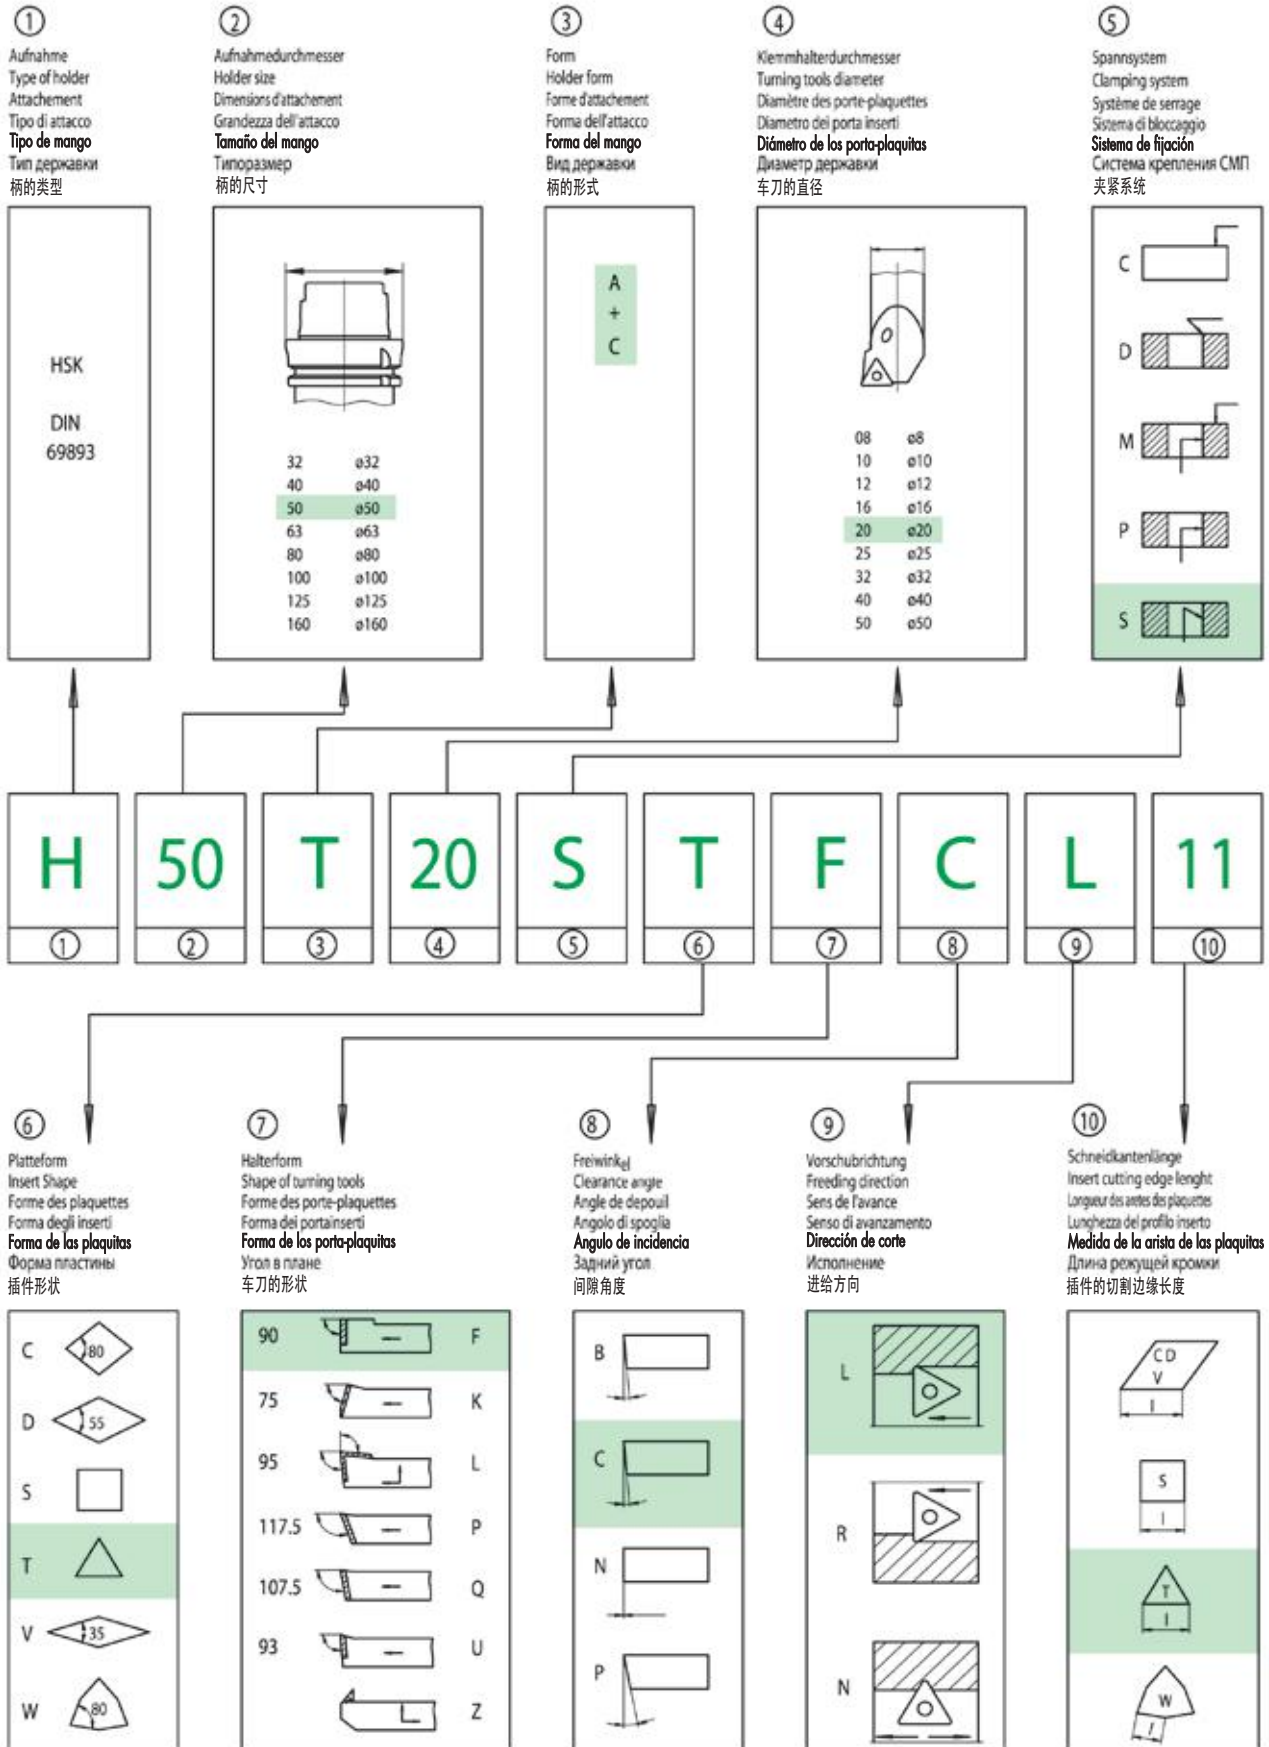 ①
Aufnahme
Type of holder
Attachement
Tipo di attacco
Tipo de mango
Тип державки
柄的类型
HSK
DIN
69893
②
Aufnahmedurchmesser
Holder size
Dimensions d'attachement
Grandezza dell'attacco
Tamaño del mango
Типоразмер
柄的尺寸
32 ø32
40 ø40
50 ø50
63 ø63
80 ø80
100 ø100
125 ø125
160 ø160
③
Form
Holder form
Forme d'attachement
Forma dell'attacco
Forma del mango
Вид державки
柄的形式
A
+
C
④
Klemmhalterdurchmesser
Turning tools diameter
Diamètre des porte-plaquettes
Diametro dei porta inserti
Diámetro de los porta-plaquitas
Диаметр державки
车刀的直径
08 ø8
10 ø10
12 ø12
16 ø16
20 ø20
25 ø25
32 ø32
40 ø40
50 ø50
⑤
Spannsystem
Clamping system
Système de serrage
Sistema di bloccaggio
Sistema de fijación
Система крепления СМП
夹紧系统
C
D
M
P
S
H 50 T 20 S T F C L 11
① ② ③ ④ ⑤ ⑥ ⑦ ⑧ ⑨ ⑩
⑥
Platteform
Insert Shape
Forme des plaquettes
Forma degli inserti
Forma de las plaquitas
Форма пластины
插件形状
C 80
D 55
S
T
V 35
W 80
⑦
Halterform
Shape of turning tools
Forme des porte-plaquettes
Forma dei portainserti
Forma de los porta-plaquitas
Угол в плане
车刀的形状
90 F
75 K
95 L
117.5 P
107.5 Q
93 U
Z
⑧
Freiwinkel
Clearance angle
Angle de depouil
Angolo di spoglia
Angulo de incidencia
Задний угол
间隙角度
B
C
N
P
⑨
Vorschubrichtung
Freeding direction
Sens de l'avance
Senso di avanzamento
Dirección de corte
Исполнение
进给方向
L
R
N
⑩
Schneidkantenlänge
Insert cutting edge lenght
Longueur des aretes des plaquettes
Lunghezza del profilo inserto
Medida de la arista de las plaquitas
Длина режущей кромки
插件的切割边缘长度
C D
V
l
S
l
T
l
W
l